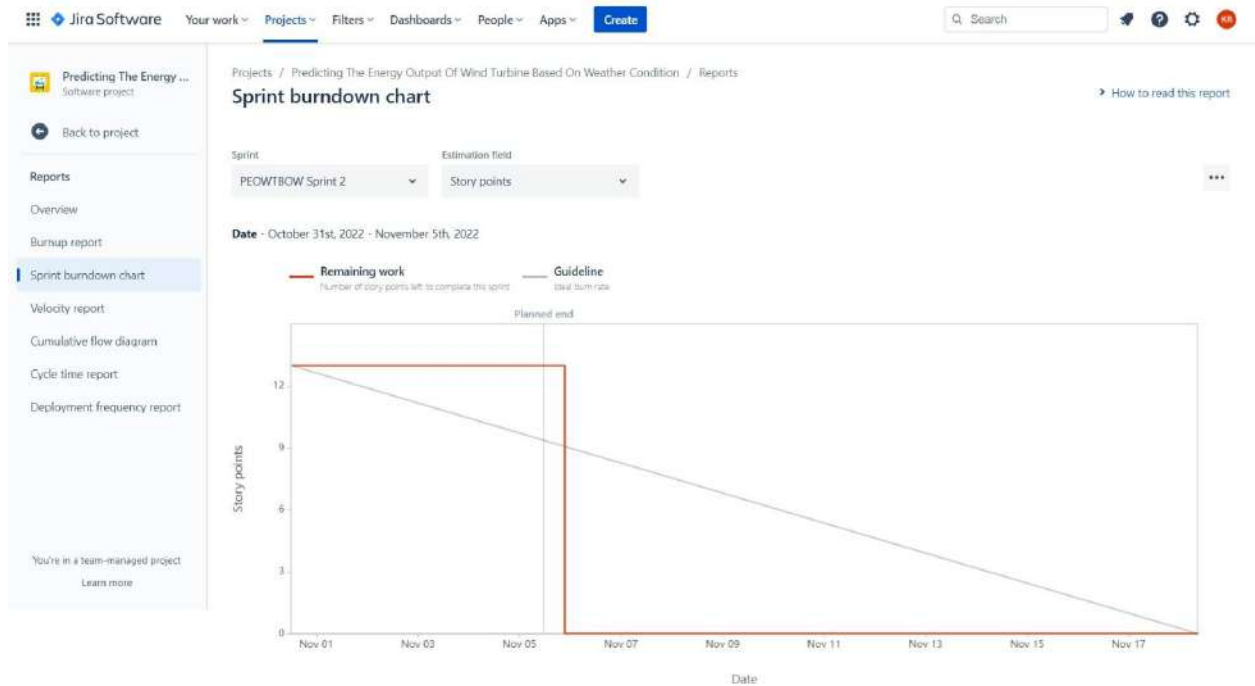 Jira Software Your work Projects Filters Dashboards People Apps Create Search KR
Predicting The Energy ...
Software project
Back to project
Reports
Overview
Burnup report
Sprint burndown chart
Velocity report
Cumulative flow diagram
Cycle time report
Deployment frequency report
You're in a team-managed project
Learn more
Projects / Predicting The Energy Output Of Wind Turbine Based On Weather Condition / Reports
Sprint burndown chart
How to read this report
Sprint Estimation field
PEOWTBOW Sprint 2 Story points
Date - October 31st, 2022 - November 5th, 2022
Remaining work Guideline
Number of story points left to complete this sprint Ideal burn rate
Planned end
12
9
6
3
0
Story points
Nov 01 Nov 03 Nov 05 Nov 07 Nov 09 Nov 11 Nov 13 Nov 15 Nov 17
Date